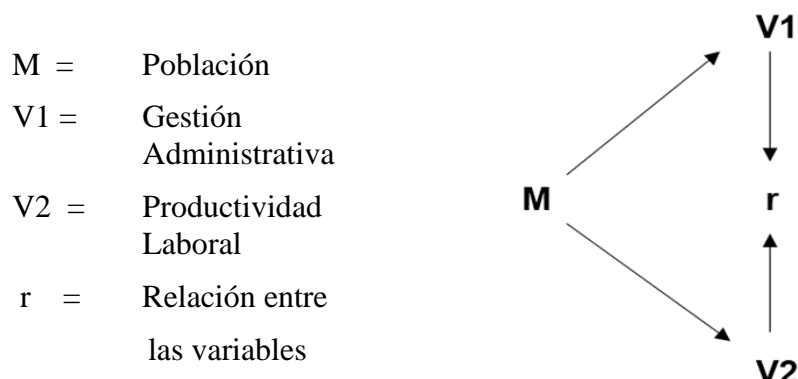 M = Población
V1 = Gestión
Administrativa
V2 = Productividad
Laboral
r = Relación entre
las variables
V1
M r
V2